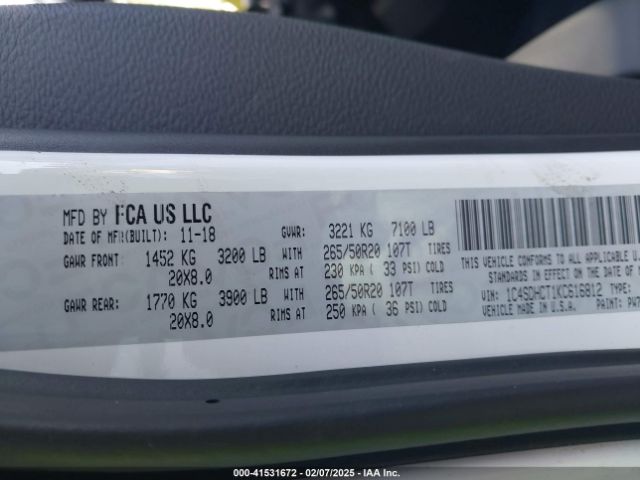 MFD BY FCA US LLC
DATE OF MFR(BUILT): 11-18 GVWR: 3221 KG 7100 LB
GAWR FRONT: 1452 KG 3200 LB WITH 265/50R20 107T TIRES
20X8.0 RIMS AT 230 KPA ( 33 PSI) COLD
GAWR REAR: 1770 KG 3900 LB WITH 265/50R20 107T TIRES
20X8.0 RIMS AT 250 KPA ( 36 PSI) COLD
THIS VEHICLE CONFORMS TO ALL APPLICABLE U.
STANDARDS IN EFFECT ON THE
VIN: 1C4SDHCT1KC616812 TYPE:
VEHICLE MADE IN U.S.A. PAINT:
000-41531672 / 02/07/2025 / IAA Inc.